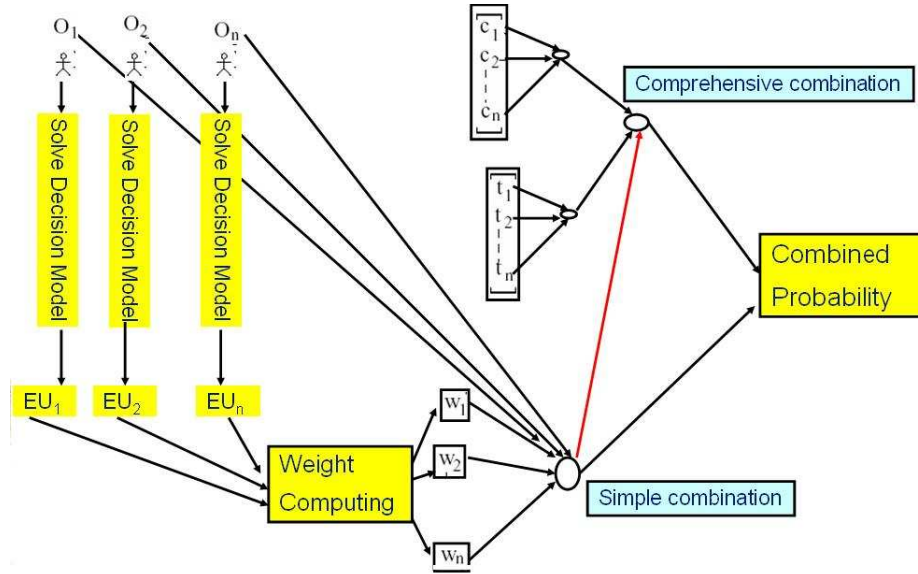 O1
O2
On
Solve Decision Model
Solve Decision Model
Solve Decision Model
EU1
EU2
EUn
Weight
Computing
w1
w2
wn
c1
c2
cn
t1
t2
tn
Comprehensive combination
Combined
Probability
Simple combination